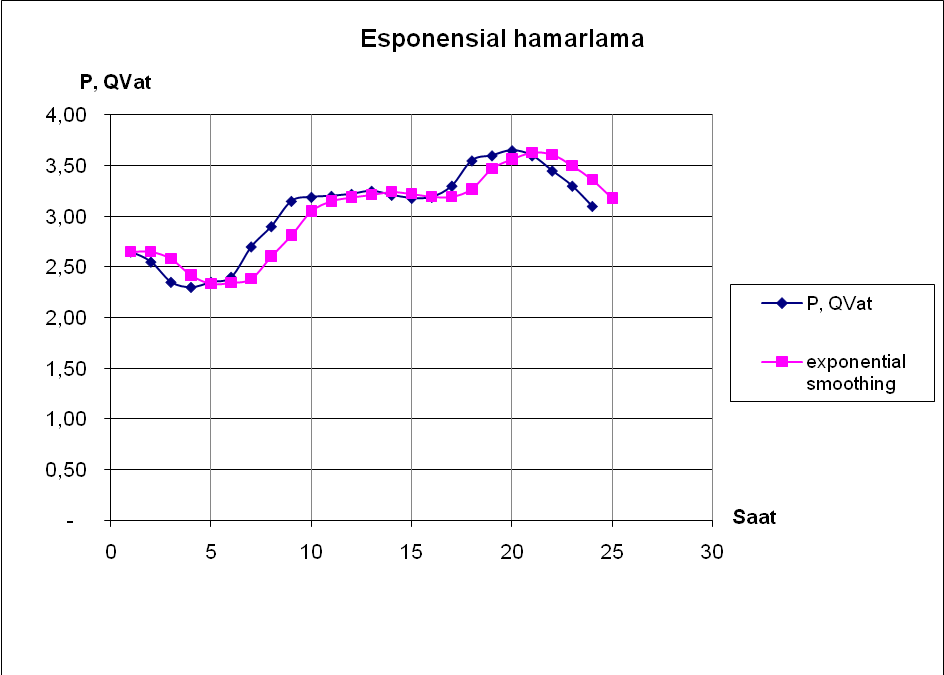 Esponensial hamarlama
P, QVat
4,00
3,50
3,00
2,50
2,00
1,50
1,00
0,50
-
0 5 10 15 20 25 30
Saat
P, QVat
exponential
smoothing